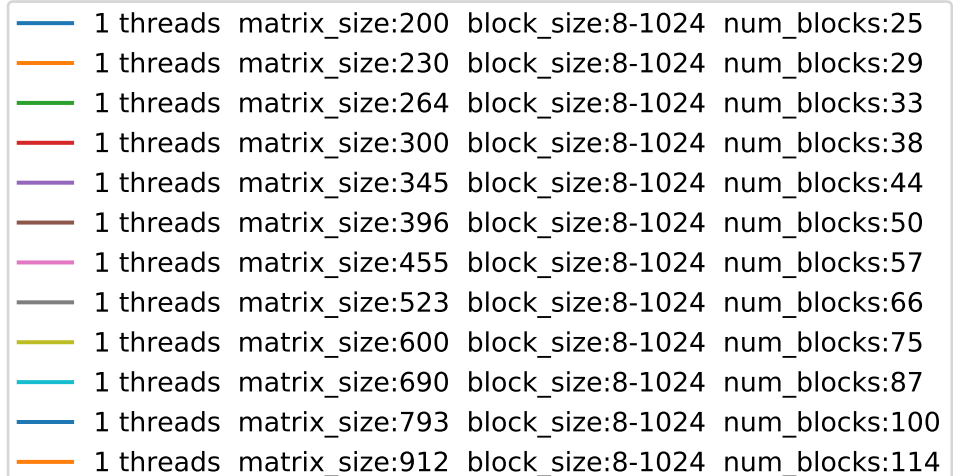 1 threads matrix_size:200 block_size:8-1024 num_blocks:25
1 threads matrix_size:230 block_size:8-1024 num_blocks:29
1 threads matrix_size:264 block_size:8-1024 num_blocks:33
1 threads matrix_size:300 block_size:8-1024 num_blocks:38
1 threads matrix_size:345 block_size:8-1024 num_blocks:44
1 threads matrix_size:396 block_size:8-1024 num_blocks:50
1 threads matrix_size:455 block_size:8-1024 num_blocks:57
1 threads matrix_size:523 block_size:8-1024 num_blocks:66
1 threads matrix_size:600 block_size:8-1024 num_blocks:75
1 threads matrix_size:690 block_size:8-1024 num_blocks:87
1 threads matrix_size:793 block_size:8-1024 num_blocks:100
1 threads matrix_size:912 block_size:8-1024 num_blocks:114